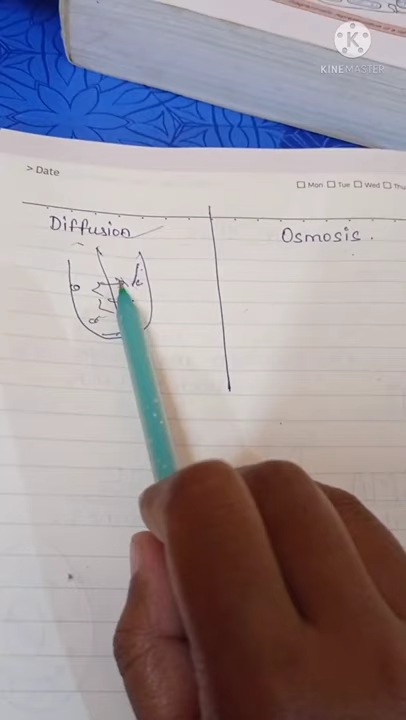 KINEMASTER
> Date
Mon Tue Wed Thu
Diffusion
Osmosis.